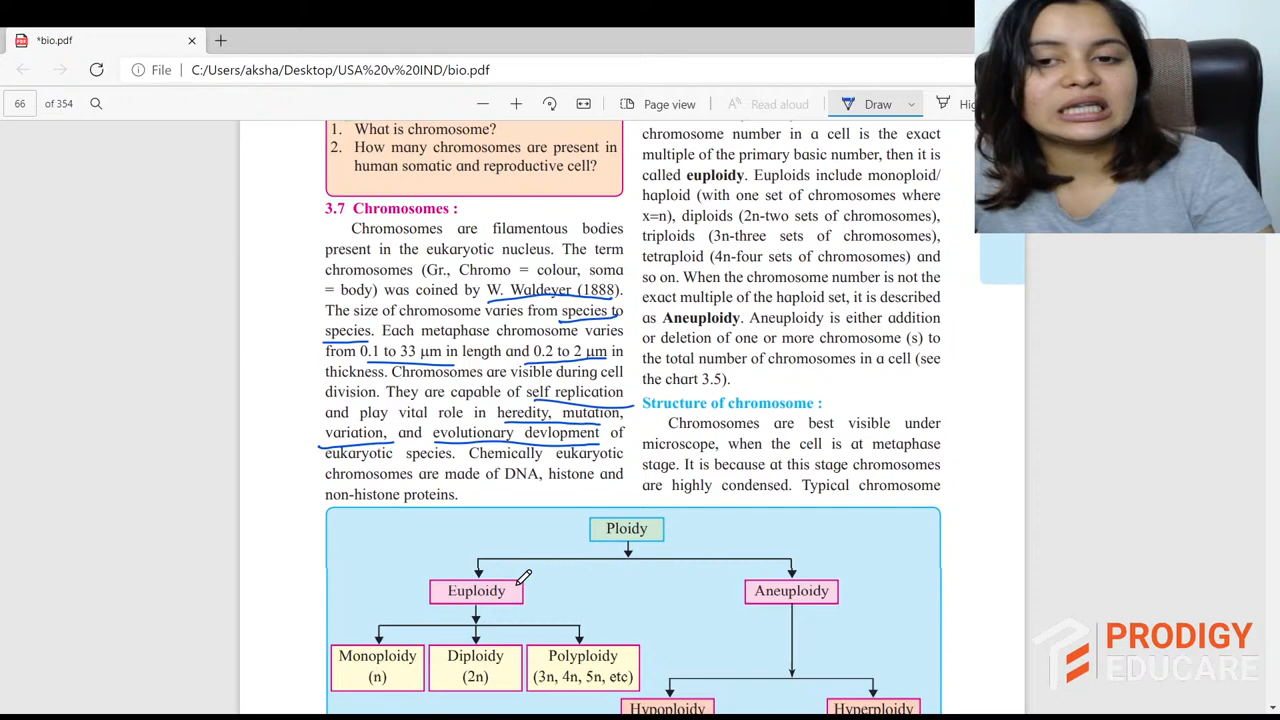 *bio.pdf
File
C:/Users/aksha/Desktop/USA%20v%20IND/bio.pdf
66 of 354
Page view
Read aloud
Draw
1. What is chromosome?
2. How many chromosomes are present in
human somatic and reproductive cell?
3.7 Chromosomes :
Chromosomes are filamentous bodies
present in the eukaryotic nucleus. The term
chromosomes (Gr., Chromo = colour, soma
= body) was coined by W. Waldeyer (1888).
The size of chromosome varies from species to
species. Each metaphase chromosome varies
from 0.1 to 33 μm in length and 0.2 to 2 μm in
thickness. Chromosomes are visible during cell
division. They are capable of self replication
and play vital role in heredity, mutation,
variation, and evolutionary devlopment of
eukaryotic species. Chemically eukaryotic
chromosomes are made of DNA, histone and
non-histone proteins.
chromosome number in a cell is the exact
multiple of the primary basic number, then it is
called euploidy. Euploids include monoploid/
haploid (with one set of chromosomes where
x=n), diploids (2n-two sets of chromosomes),
triploids (3n-three sets of chromosomes),
tetraploid (4n-four sets of chromosomes) and
so on. When the chromosome number is not the
exact multiple of the haploid set, it is described
as Aneuploidy. Aneuploidy is either addition
or deletion of one or more chromosome (s) to
the total number of chromosomes in a cell (see
the chart 3.5).
Structure of chromosome :
Chromosomes are best visible under
microscope, when the cell is at metaphase
stage. It is because at this stage chromosomes
are highly condensed. Typical chromosome
Ploidy
Euploidy
Aneuploidy
Monoploidy
(n)
Diploidy
(2n)
Polyploidy
(3n, 4n, 5n, etc)
Hypoploidy
Hyperploidy
PRODIGY
EDUCARE